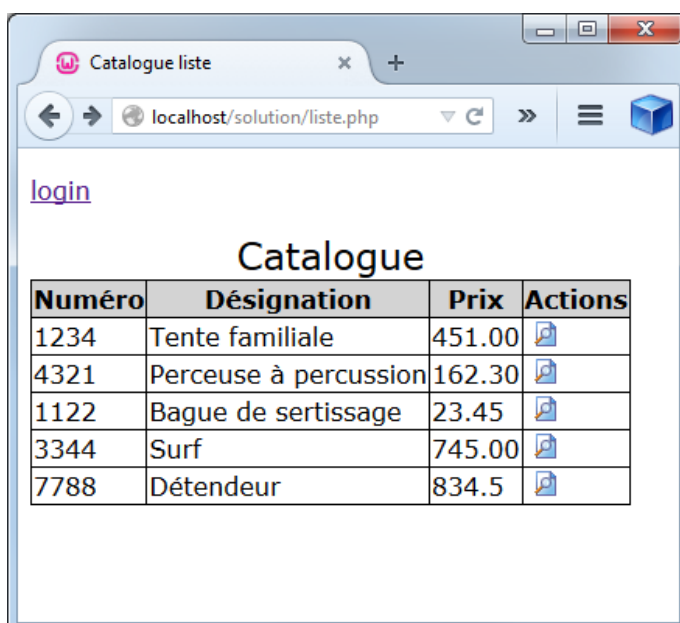 Catalogue liste
localhost/solution/liste.php
login
Catalogue
Numéro Désignation Prix Actions
1234 Tente familiale 451.00
4321 Perceuse à percussion 162.30
1122 Bague de sertissage 23.45
3344 Surf 745.00
7788 Détendeur 834.5